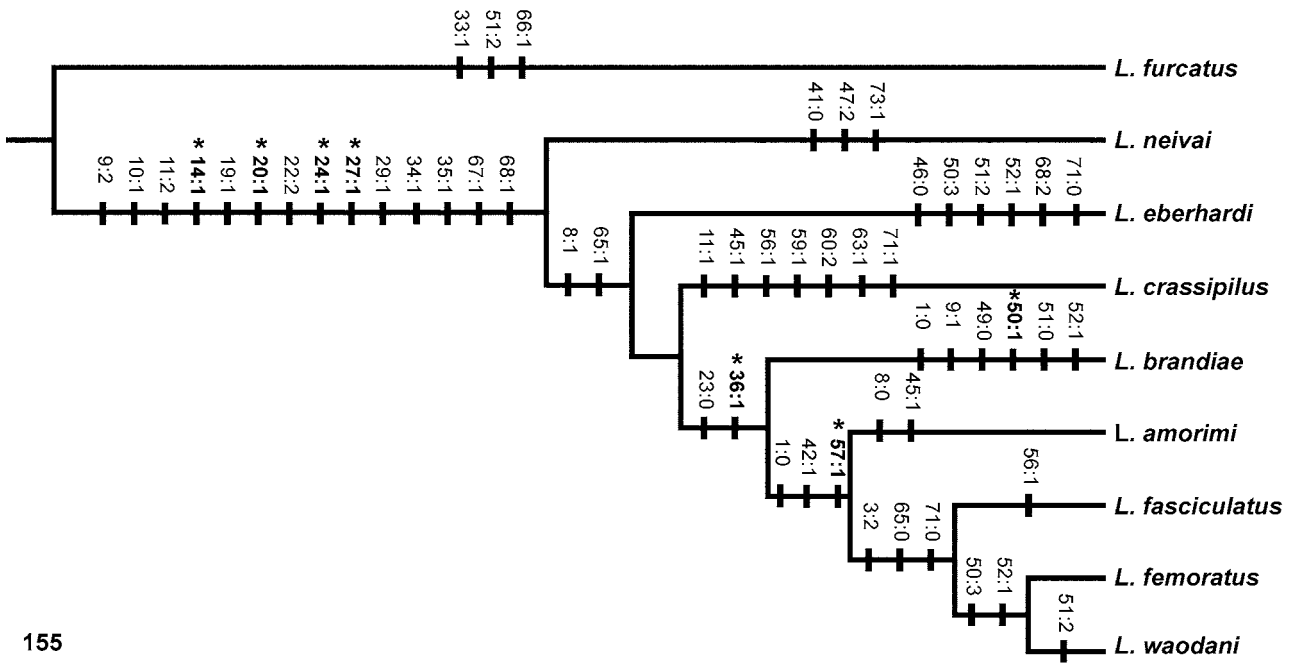 33:1 51:2 66:1
L. furcatus
41:0 47:2 73:1
L. neivai
9:2 10:1 11:2 *14:1 19:1 *20:1 22:2 *24:1 *27:1 29:1 34:1 35:1 67:1 68:1
46:0 50:3 51:2 52:1 68:2 71:0
L. eberhardi
8:1 65:1
11:1 45:1 56:1 59:1 60:2 63:1 71:1
L. crassipilus
1:0 9:1 49:0 *50:1 51:0 52:1
L. brandiae
23:0 *36:1
8:0 45:1
L. amorimi
1:0 42:1 *57:1
56:1
L. fasciculatus
3:2 65:0 71:0
L. femoratus
50:3 52:1
51:2
L. waodani
155